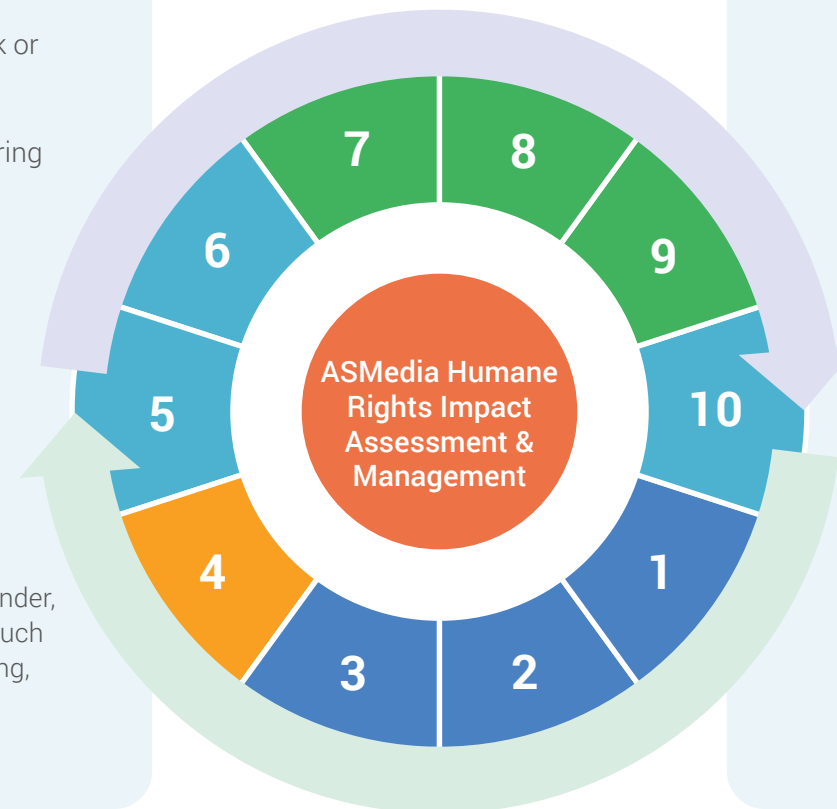 k or
ring
nder,
uch
ng,
7
8
6
9
5
10
4
1
3
2
ASMedia Humane
Rights Impact
Assessment &
Management